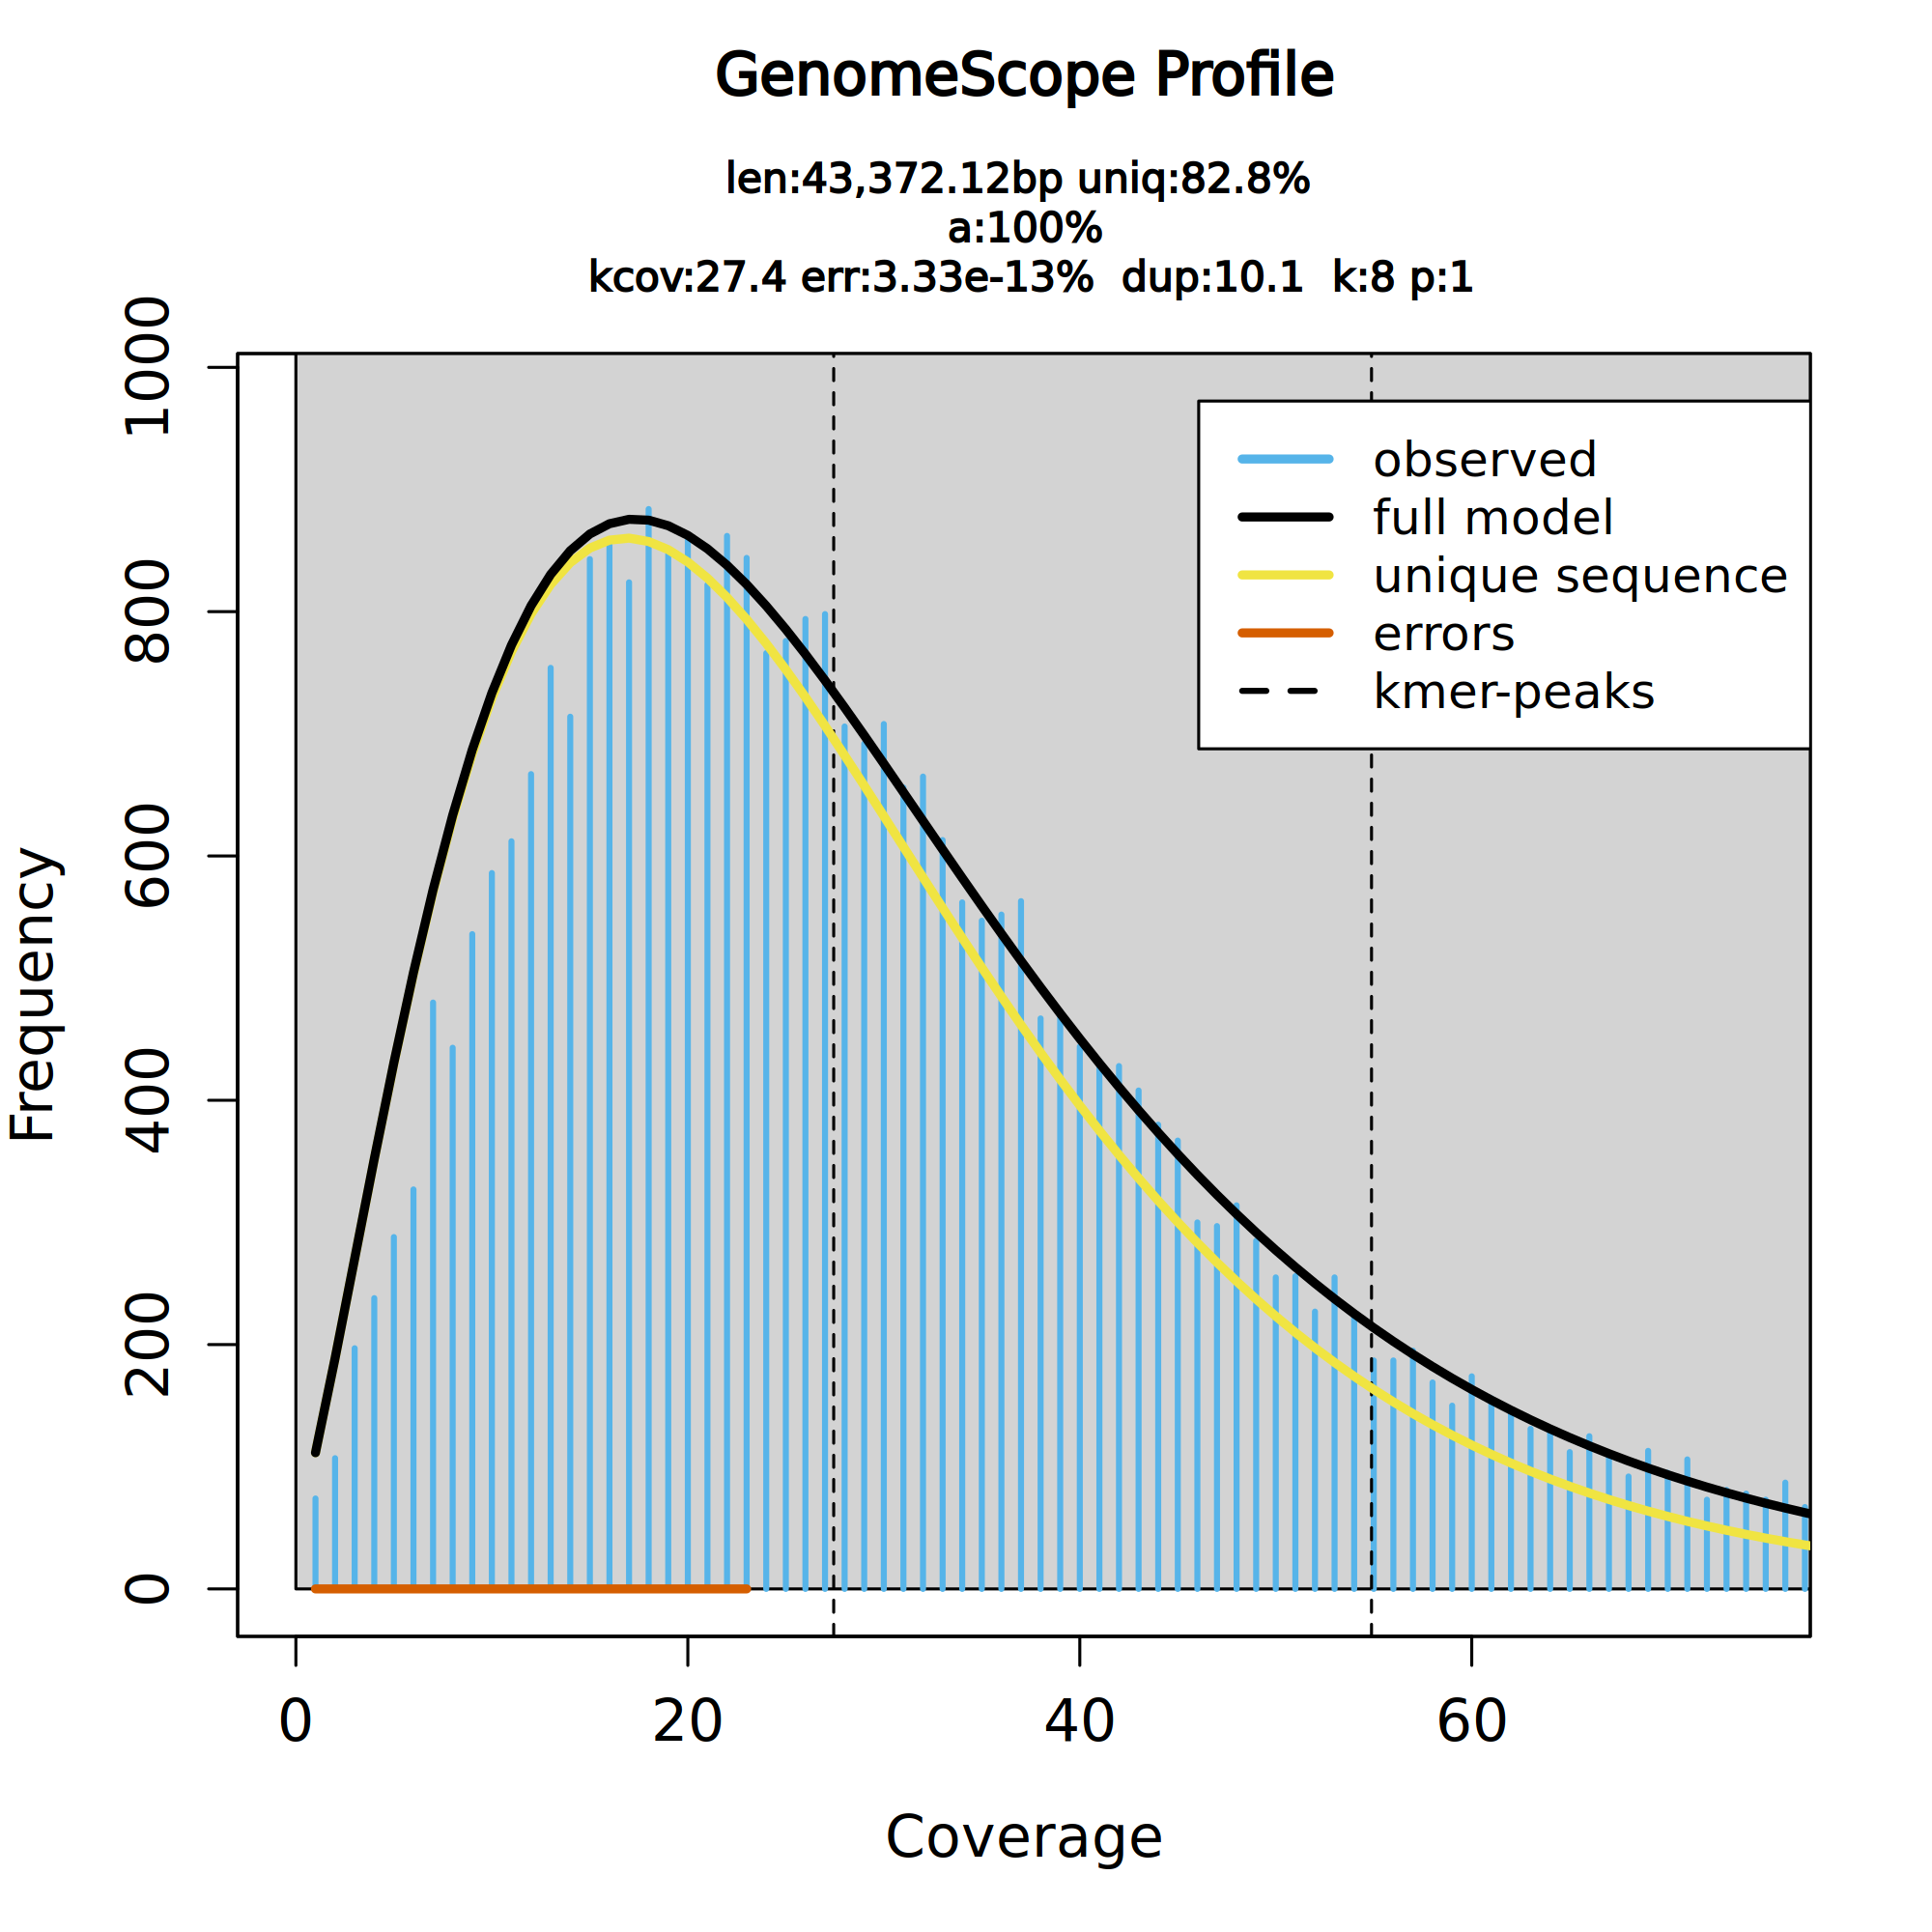 GenomeScope Profile
len:43,372.12bp uniq:82.8%
a:100%
kcov:27.4 err:3.33e-13% dup:10.1 k:8 p:1
Frequency
1000
800
600
400
200
0
observed
full model
unique sequence
errors
kmer-peaks
0 20 40 60
Coverage